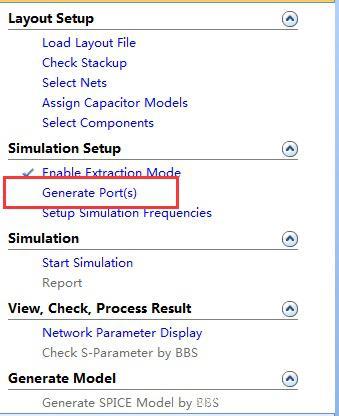 Layout Setup
Load Layout File
Check Stackup
Select Nets
Assign Capacitor Models
Select Components
Simulation Setup
Enable Extraction Mode
Generate Port(s)
Setup Simulation Frequencies
Simulation
Start Simulation
Report
View, Check, Process Result
Network Parameter Display
Check S-Parameter by BBS
Generate Model
Generate SPICE Model by BBS